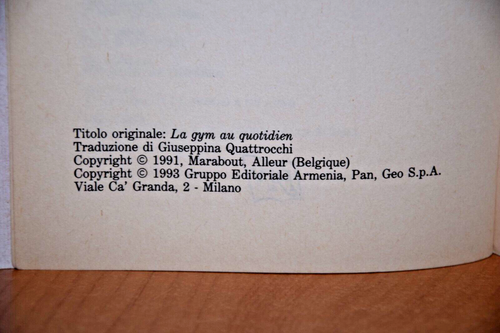 Titolo originale: La gym au quotidien
Traduzione di Giuseppina Quattrocchi
Copyright © 1991, Marabout, Alleur (Belgique)
Copyright © 1993 Gruppo Editoriale Armenia, Pan, Geo S.p.A.
Viale Ca' Granda, 2 - Milano